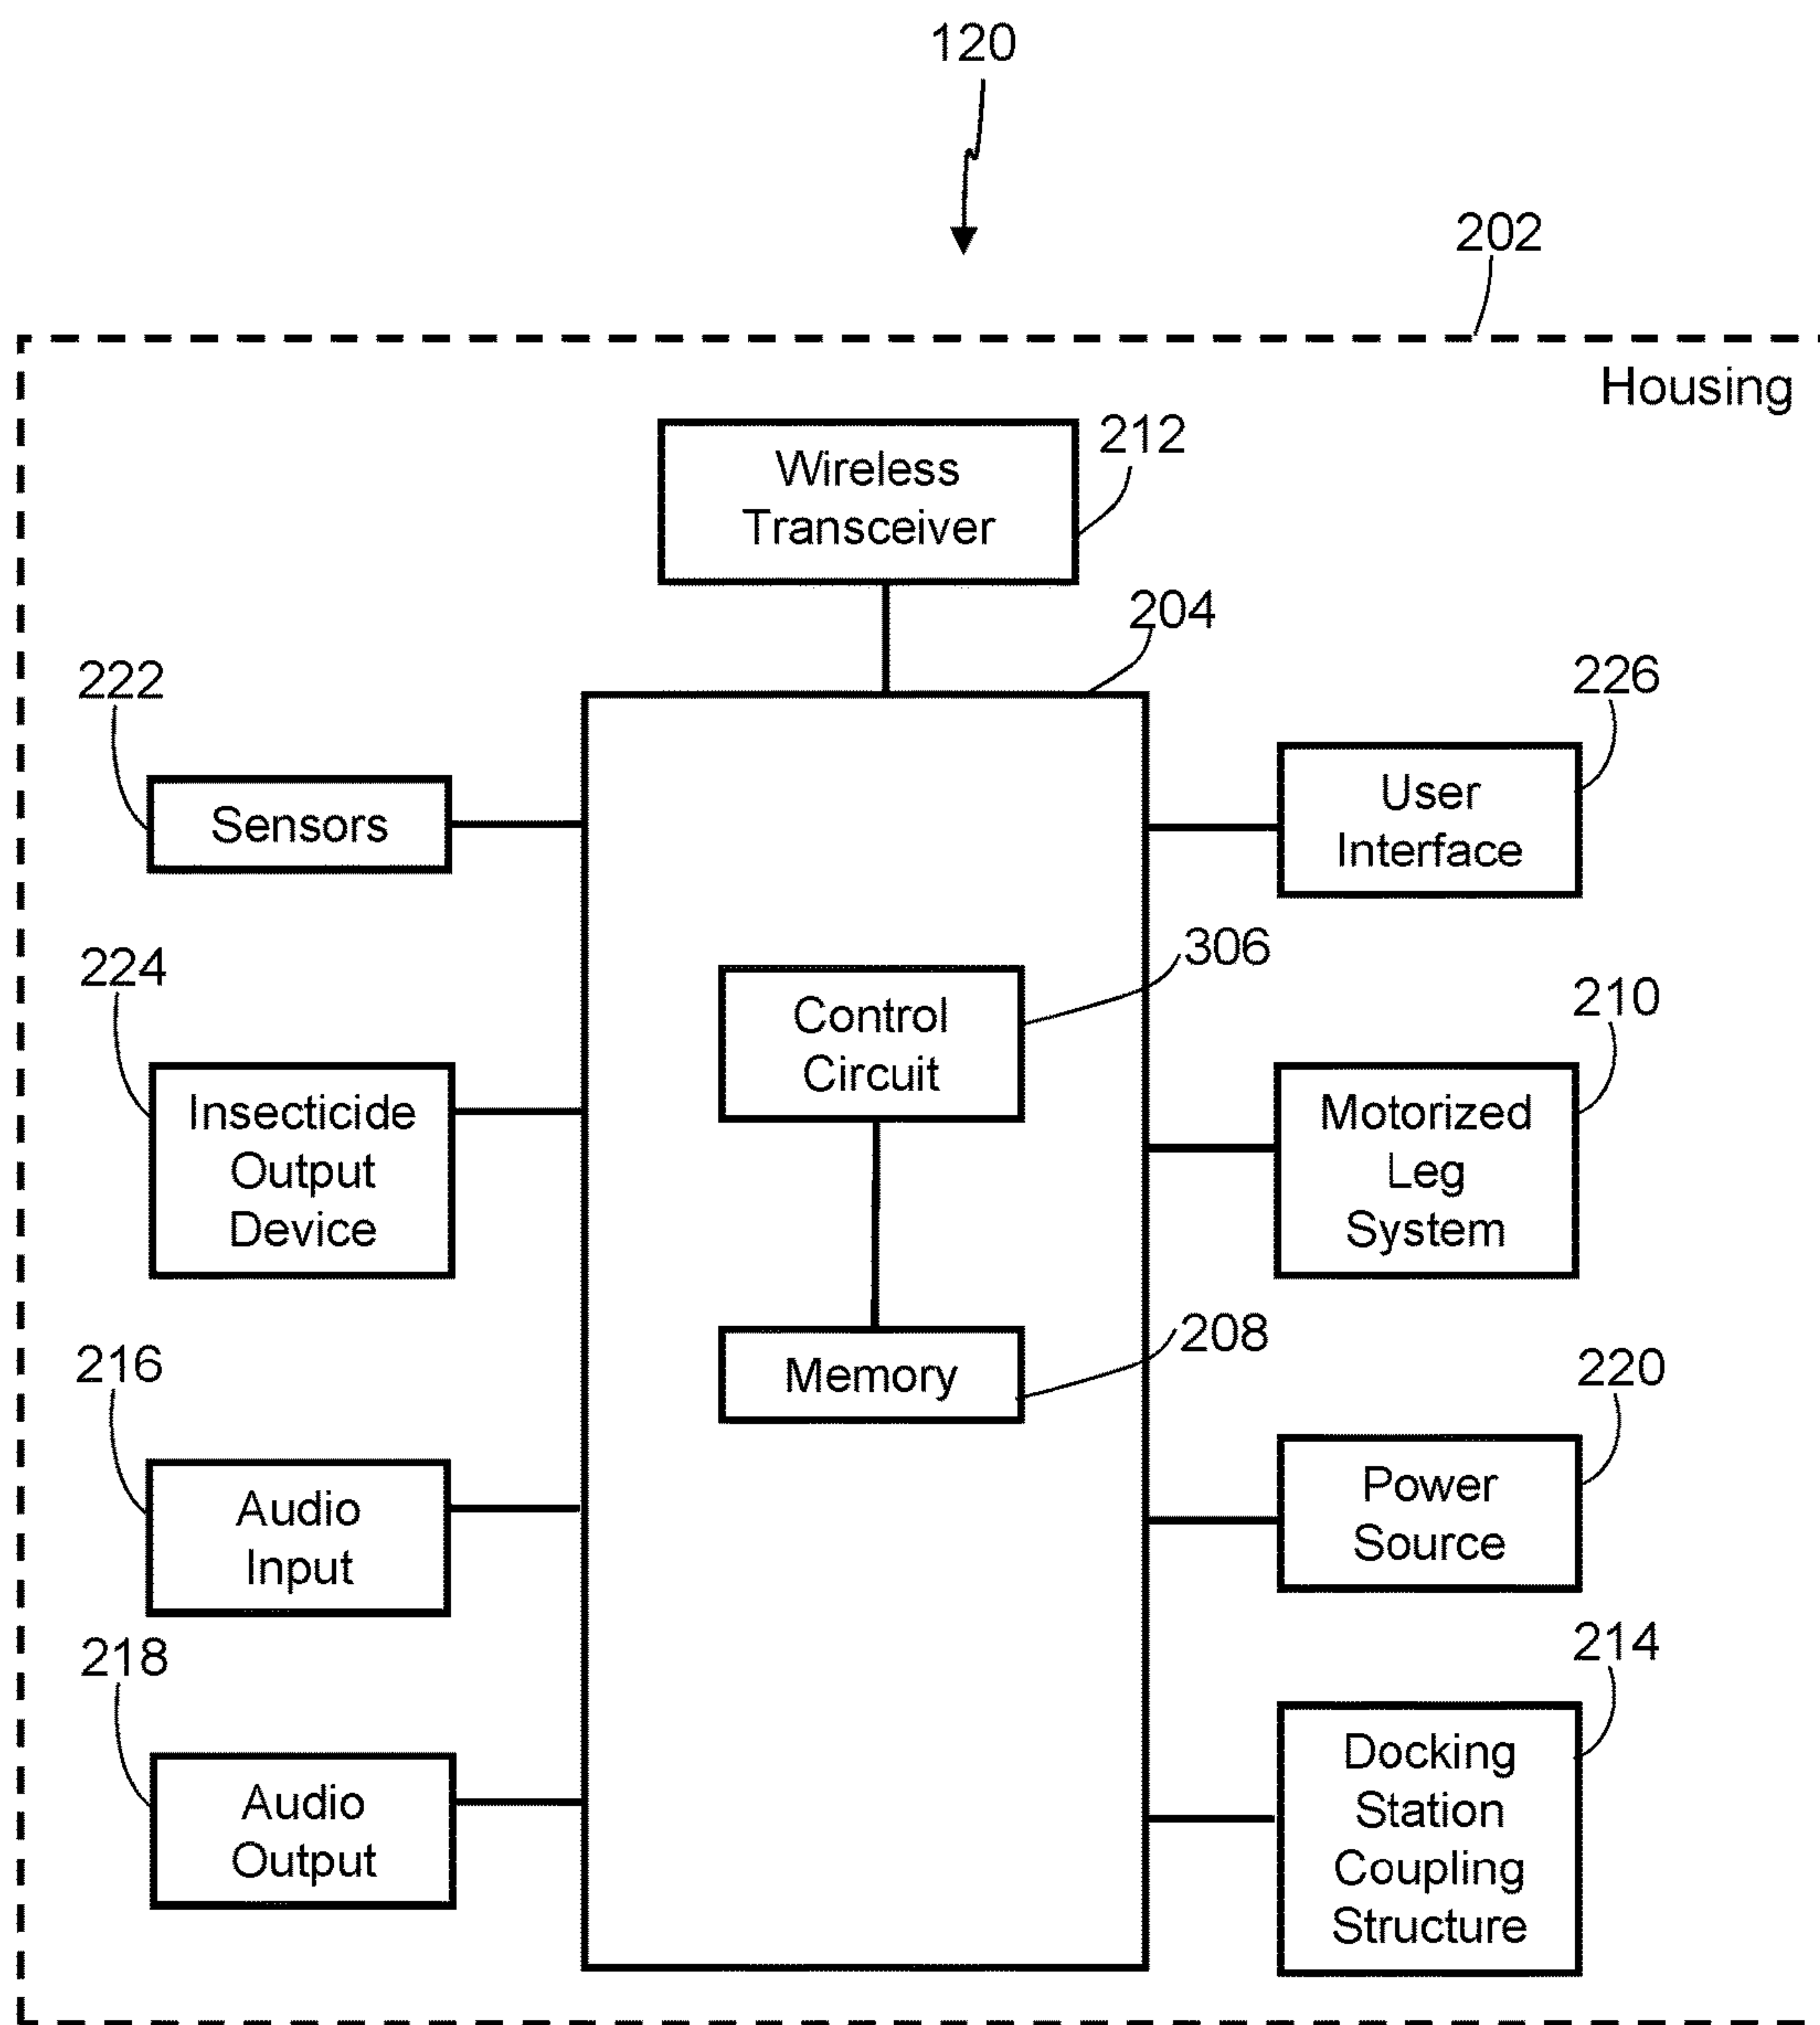 120
202
Housing
Wireless
Transceiver
212
204
222
Sensors
226
User
Interface
224
Insecticide
Output
Device
306
Control
Circuit
210
Motorized
Leg
System
208
Memory
216
Audio
Input
220
Power
Source
218
Audio
Output
214
Docking
Station
Coupling
Structure